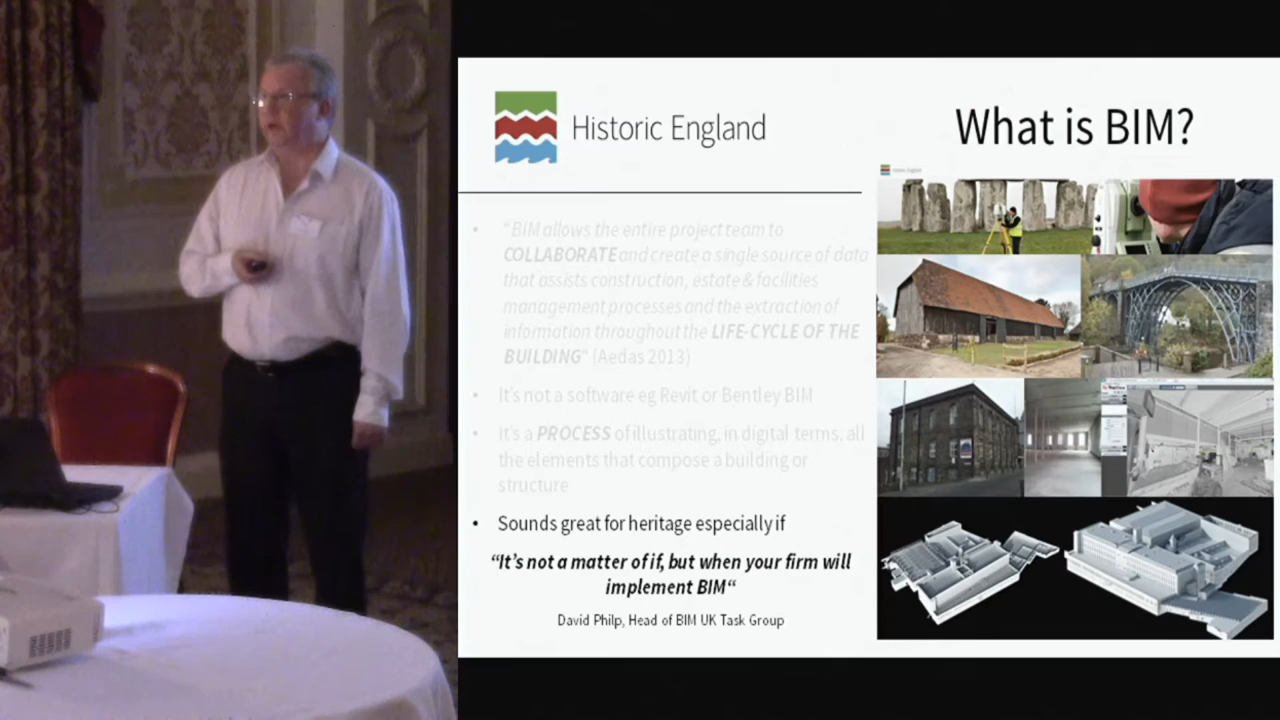 Historic England
What is BIM?
Historic England
• "BIM allows the entire project team to
COLLABORATE and create a single source of data
that assists construction, estate & facilities
management processes and the extraction of
information throughout the LIFE-CYCLE OF THE
BUILDING" (Aedas 2013)
• It's not a software eg Revit or Bentley BIM
• It's a PROCESS of illustrating, in digital terms, all
the elements that compose a building or
structure
• Sounds great for heritage especially if
“It’s not a matter of if, but when your firm will
implement BIM“
David Philp, Head of BIM UK Task Group